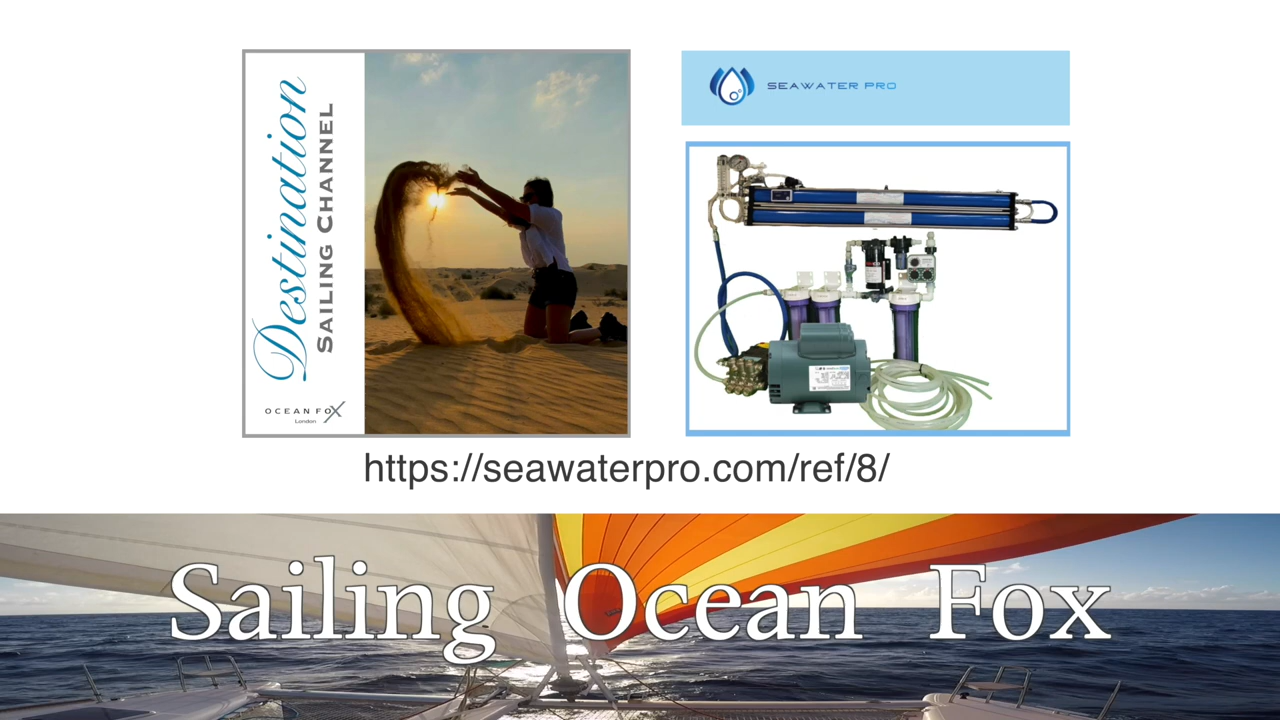 Destination
SAILING CHANNEL
OCEAN FOX
London
SEAWATER PRO
https://seawaterpro.com/ref/8/
Sailing Ocean Fox